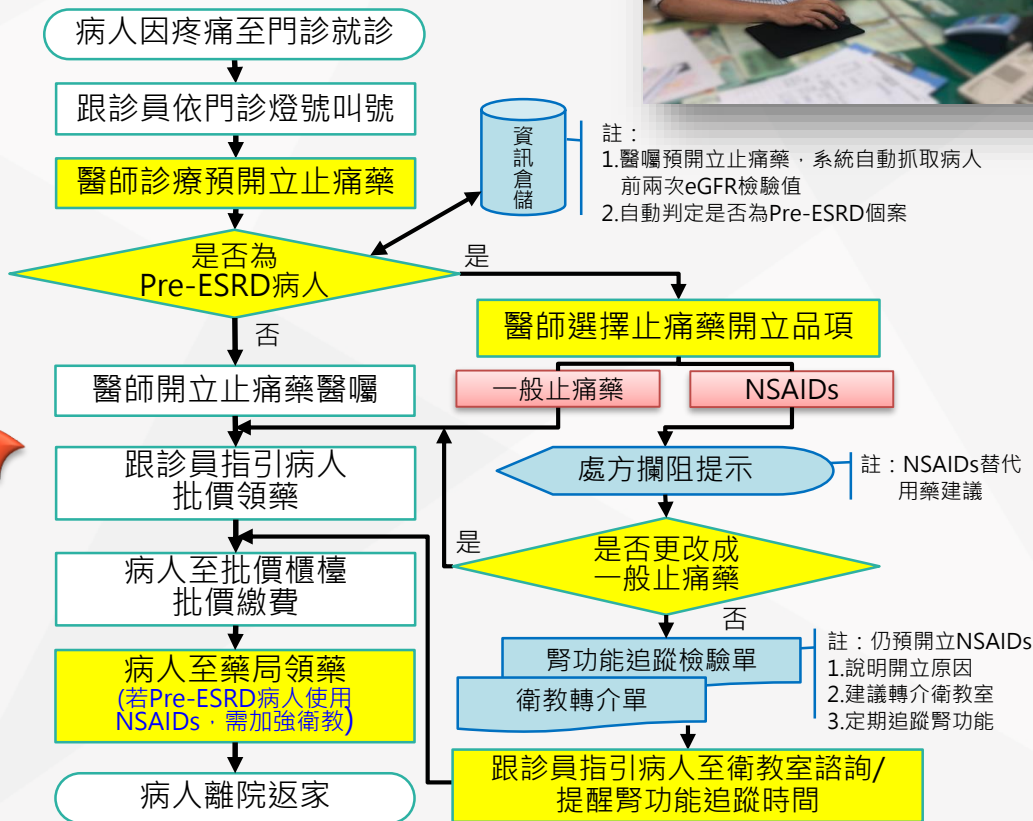 病人因疼痛至門診就診
跟診員依門診燈號叫號
醫師診療預開立止痛藥
資訊倉儲
註：
1.醫囑預開立止痛藥，系統自動抓取病人
前兩次eGFR檢驗值
2.自動判定是否為Pre-ESRD個案
是否為
Pre-ESRD病人
是
否
醫師選擇止痛藥開立品項
一般止痛藥
NSAIDs
醫師開立止痛藥醫囑
處方攔阻提示
註：NSAIDs替代
用藥建議
跟診員指引病人
批價領藥
是否更改成
一般止痛藥
是
否
病人至批價櫃檯
批價繳費
腎功能追蹤檢驗單
衛教轉介單
註：仍預開立NSAIDs
1.說明開立原因
2.建議轉介衛教室
3.定期追蹤腎功能
病人至藥局領藥
(若Pre-ESRD病人使用
NSAIDs，需加強衛教)
跟診員指引病人至衛教室諮詢/
提醒腎功能追蹤時間
病人離院返家